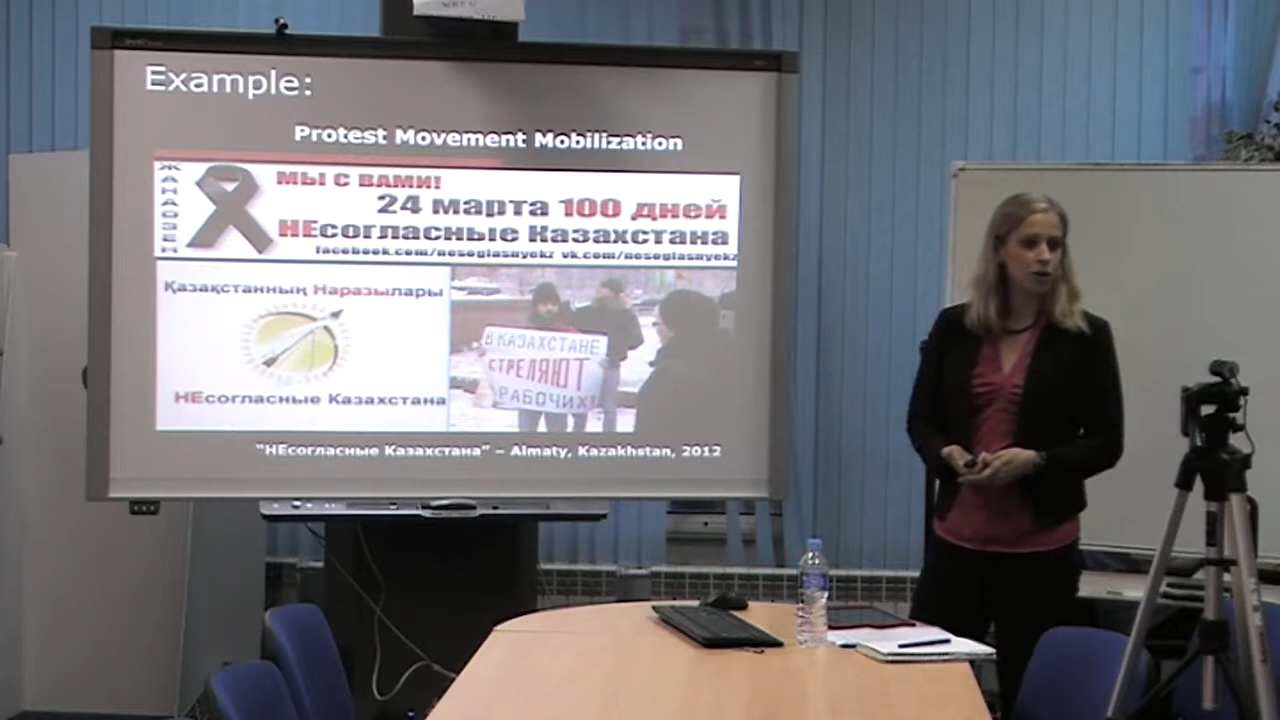 Example:
Protest Movement Mobilization
ЖАНАОЗЕН
МЫ С ВАМИ!
24 марта 100 дней
НЕсогласные Казахстана
facebook.com/nesoglasnyekz vk.com/nesoglasnyekz
Қазақстанның Наразылары
НЕсогласные Казахстана
В КАЗАХСТАНЕ
СТРЕЛЯЮТ
РАБОЧИХ!
"НЕсогласные Казахстана" – Almaty, Kazakhstan, 2012